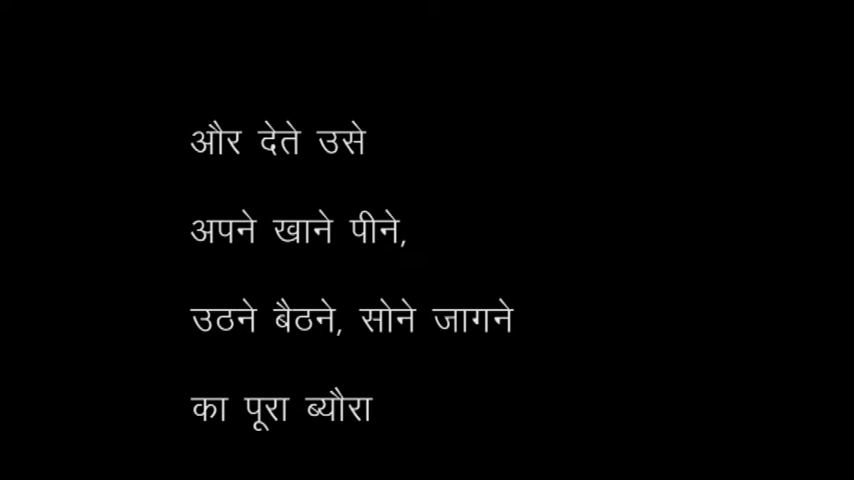 और देते उसे
अपने खाने पीने,
उठने बैठने, सोने जागने
का पूरा ब्यौरा